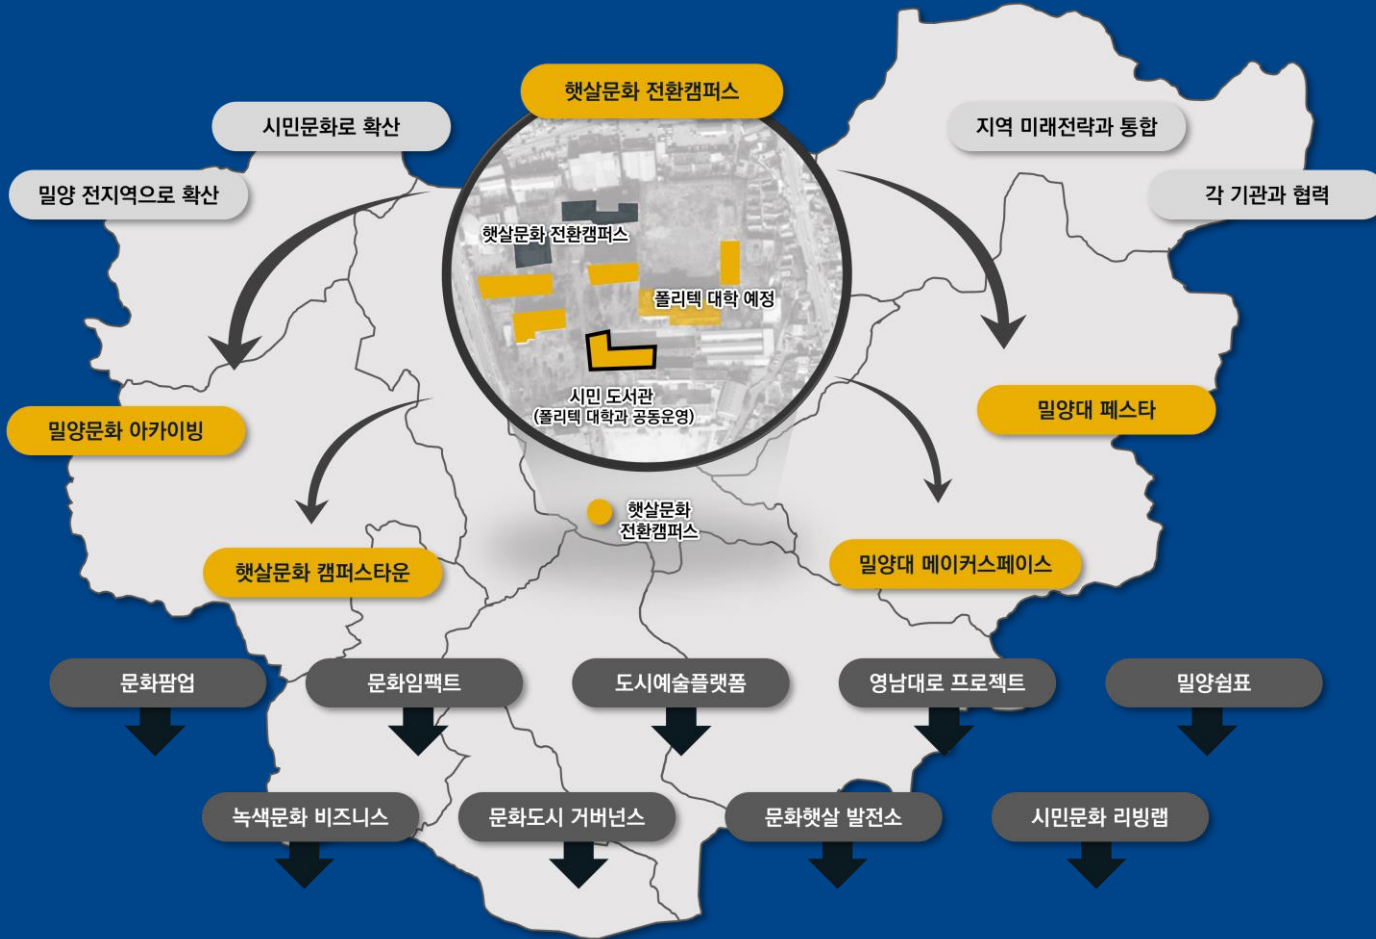 햇살문화 전환캠퍼스
시민문화로 확산
지역 미래전략과 통합
밀양 전지역으로 확산
각 기관과 협력
햇살문화 전환캠퍼스
폴리텍 대학 예정
시민 도서관
(폴리텍 대학과 공동운영)
밀양문화 아카이빙
밀양대 페스타
햇살문화
전환캠퍼스
햇살문화 캠퍼스타운
밀양대 메이커스페이스
문화팜업
문화임팩트
도시예술플랫폼
영남대로 프로젝트
밀양쉼표
녹색문화 비즈니스
문화도시 거버넌스
문화햇살 발전소
시민문화 리빙랩